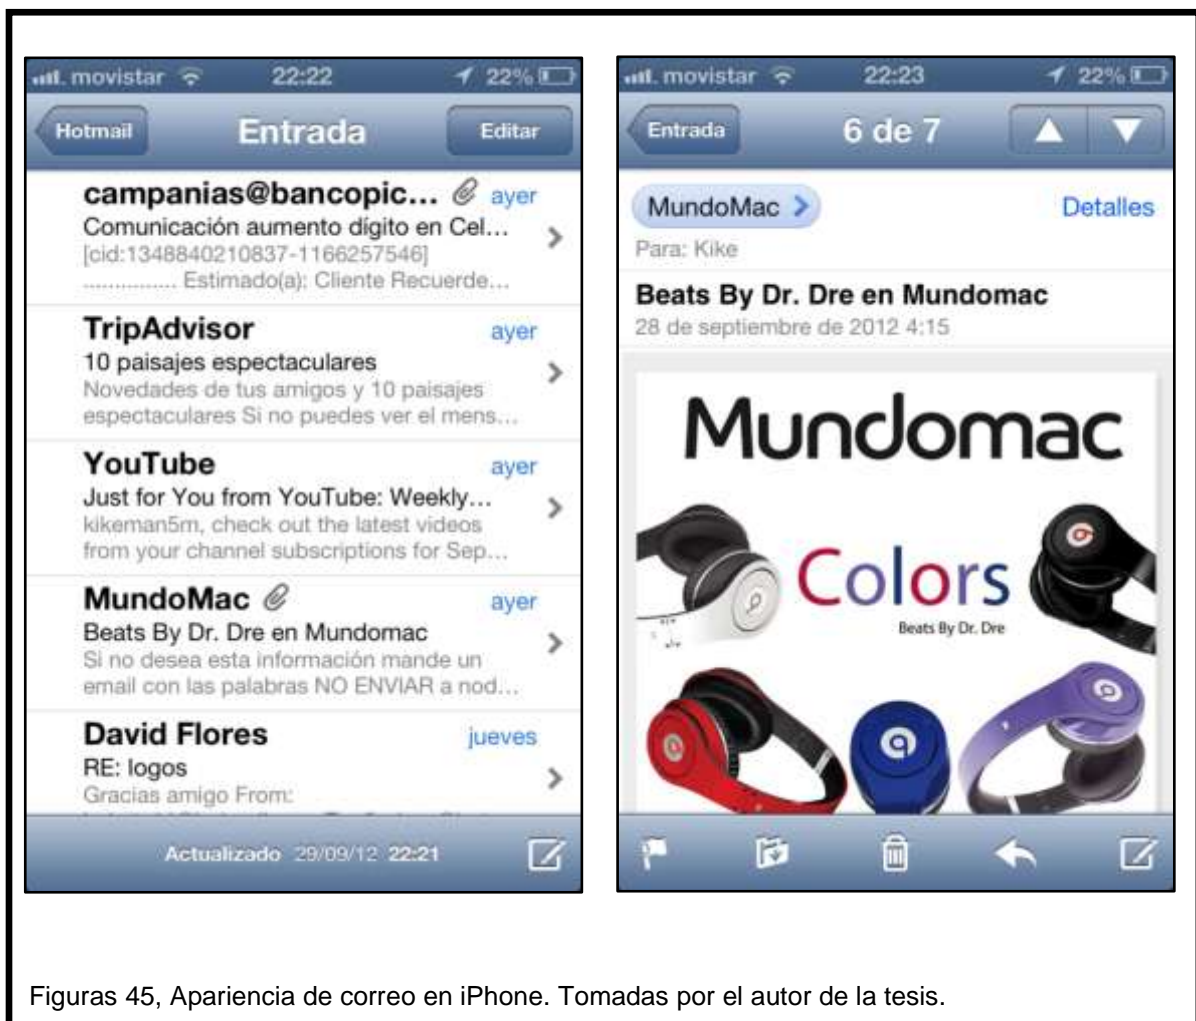 movistar 22:22 22%
Hotmail Entrada Editar
campanias@bancopic... ayer
Comunicación aumento dígito en Cel...
[cid:1348840210837-1166257546]
................ Estimado(a): Cliente Recuerde...
TripAdvisor ayer
10 paisajes espectaculares
Novedades de tus amigos y 10 paisajes
espectaculares Si no puedes ver el mens...
YouTube ayer
Just for You from YouTube: Weekly...
kikeman5m, check out the latest videos
from your channel subscriptions for Sep...
MundoMac ayer
Beats By Dr. Dre en Mundomac
Si no desea esta información mande un
email con las palabras NO ENVIAR a nod...
David Flores jueves
RE: logos
Gracias amigo From:
Actualizado 29/09/12 22:21
movistar 22:23 22%
Entrada 6 de 7
MundoMac Detalles
Para: Kike
Beats By Dr. Dre en Mundomac
28 de septiembre de 2012 4:15
Mundomac
Colors
Beats By Dr. Dre
Figuras 45, Apariencia de correo en iPhone. Tomadas por el autor de la tesis.